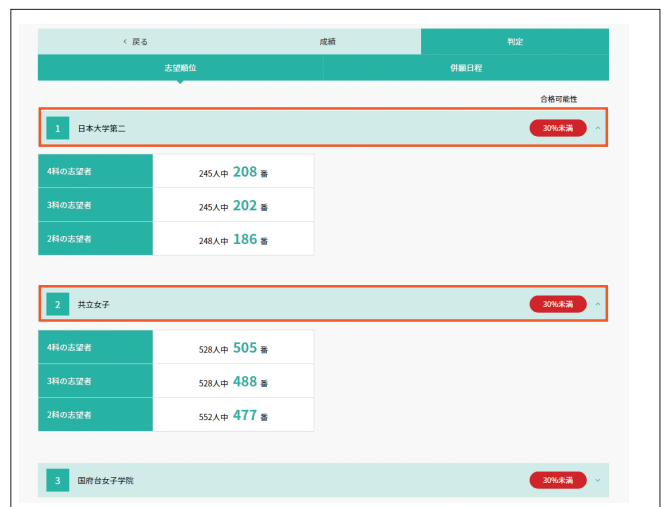 < 戻る 成績 判定
志望順位 併願日程
合格可能性
1 日本大学第二 30%未満
4科の志望者 245人中 208 番
3科の志望者 245人中 202 番
2科の志望者 248人中 186 番
2 共立女子 30%未満
4科の志望者 528人中 505 番
3科の志望者 528人中 488 番
2科の志望者 552人中 477 番
3 国府台女子学院 30%未満